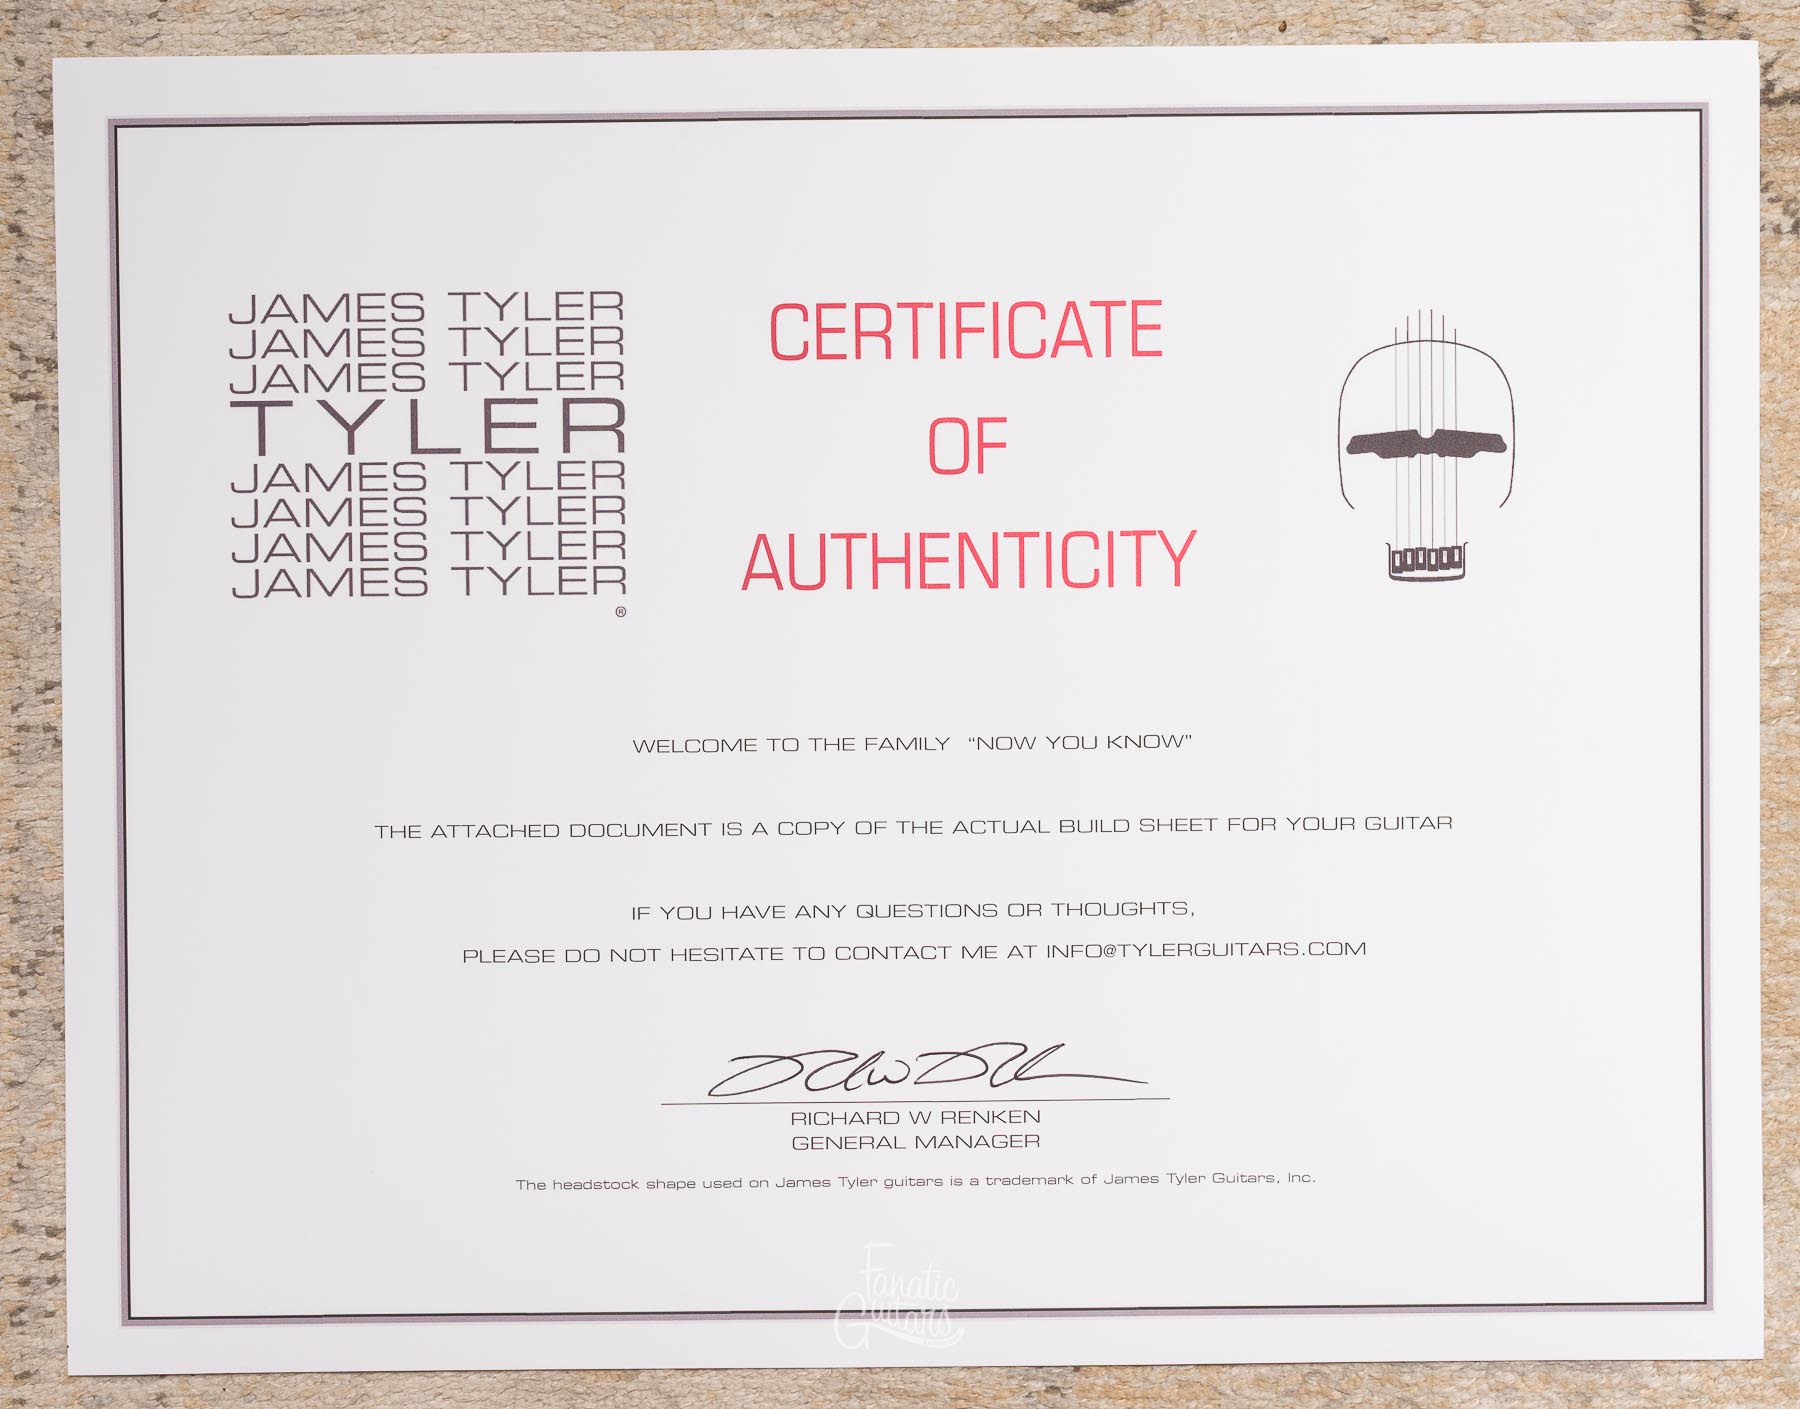 JAMES TYLER
JAMES TYLER
JAMES TYLER
TYLER
JAMES TYLER
JAMES TYLER
JAMES TYLER
JAMES TYLER
®
CERTIFICATE
OF
AUTHENTICITY
WELCOME TO THE FAMILY “NOW YOU KNOW”
THE ATTACHED DOCUMENT IS A COPY OF THE ACTUAL BUILD SHEET FOR YOUR GUITAR
IF YOU HAVE ANY QUESTIONS OR THOUGHTS,
PLEASE DO NOT HESITATE TO CONTACT ME AT INFO@TYLERGUITARS.COM
RICHARD W RENKEN
GENERAL MANAGER
The headstock shape used on James Tyler guitars is a trademark of James Tyler Guitars, Inc.
Fanatic
Guitars